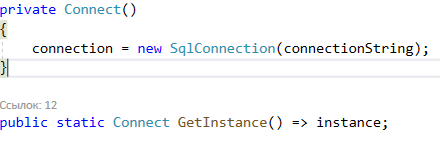 private Connect()
{
connection = new SqlConnection(connectionString);
}
Ссылок: 12
public static Connect GetInstance() => instance;